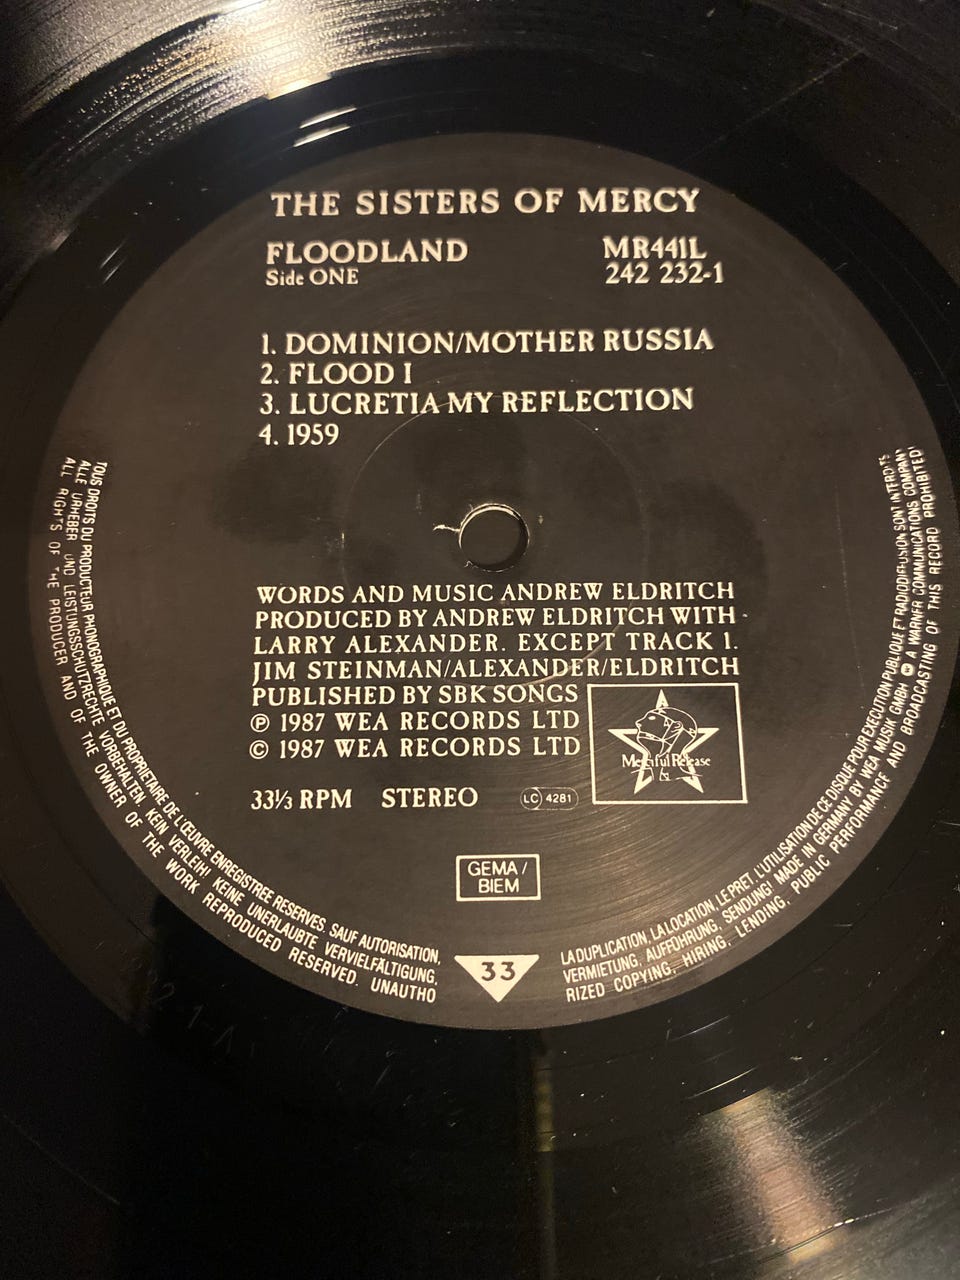 THE SISTERS OF MERCY
FLOODLAND MR441L
Side ONE 242 232-1
1. DOMINION/MOTHER RUSSIA
2. FLOOD I
3. LUCRETIA MY REFLECTION
4. 1959
WORDS AND MUSIC ANDREW ELDRITCH
PRODUCED BY ANDREW ELDRITCH WITH
LARRY ALEXANDER. EXCEPT TRACK 1.
JIM STEINMAN/ALEXANDER/ELDRITCH
PUBLISHED BY SBK SONGS
℗ 1987 WEA RECORDS LTD
© 1987 WEA RECORDS LTD
Merciful Release
33⅓ RPM STEREO LC 4281
GEMA/
BIEM
33
TOUS DROITS DU PRODUCTEUR PHONOGRAPHIQUE ET DU PROPRIETAIRE DE L'ŒUVRE ENREGISTREE RESERVES. SAUF AUTORISATION, LA DUPLICATION, LA LOCATION, LE PRET, L'UTILISATION DE CE DISQUE POUR EXECUTION PUBLIQUE ET RADIODIFFUSION SONT INTERDITS
ALLE URHEBER UND LEISTUNGSSCHUTZRECHTE VORBEHALTEN. KEIN VERLEIH! KEINE UNERLAUBTE VERVIELFÄLTIGUNG, VERMIETUNG, AUFFÜHRUNG, SENDUNG! MADE IN GERMANY BY WEA MUSIK GMBH A WARNER COMMUNICATIONS COMPANY
ALL RIGHTS OF THE PRODUCER AND OF THE OWNER OF THE WORK REPRODUCED RESERVED. UNAUTHORIZED COPYING, HIRING, LENDING, PUBLIC PERFORMANCE AND BROADCASTING OF THIS RECORD PROHIBITED